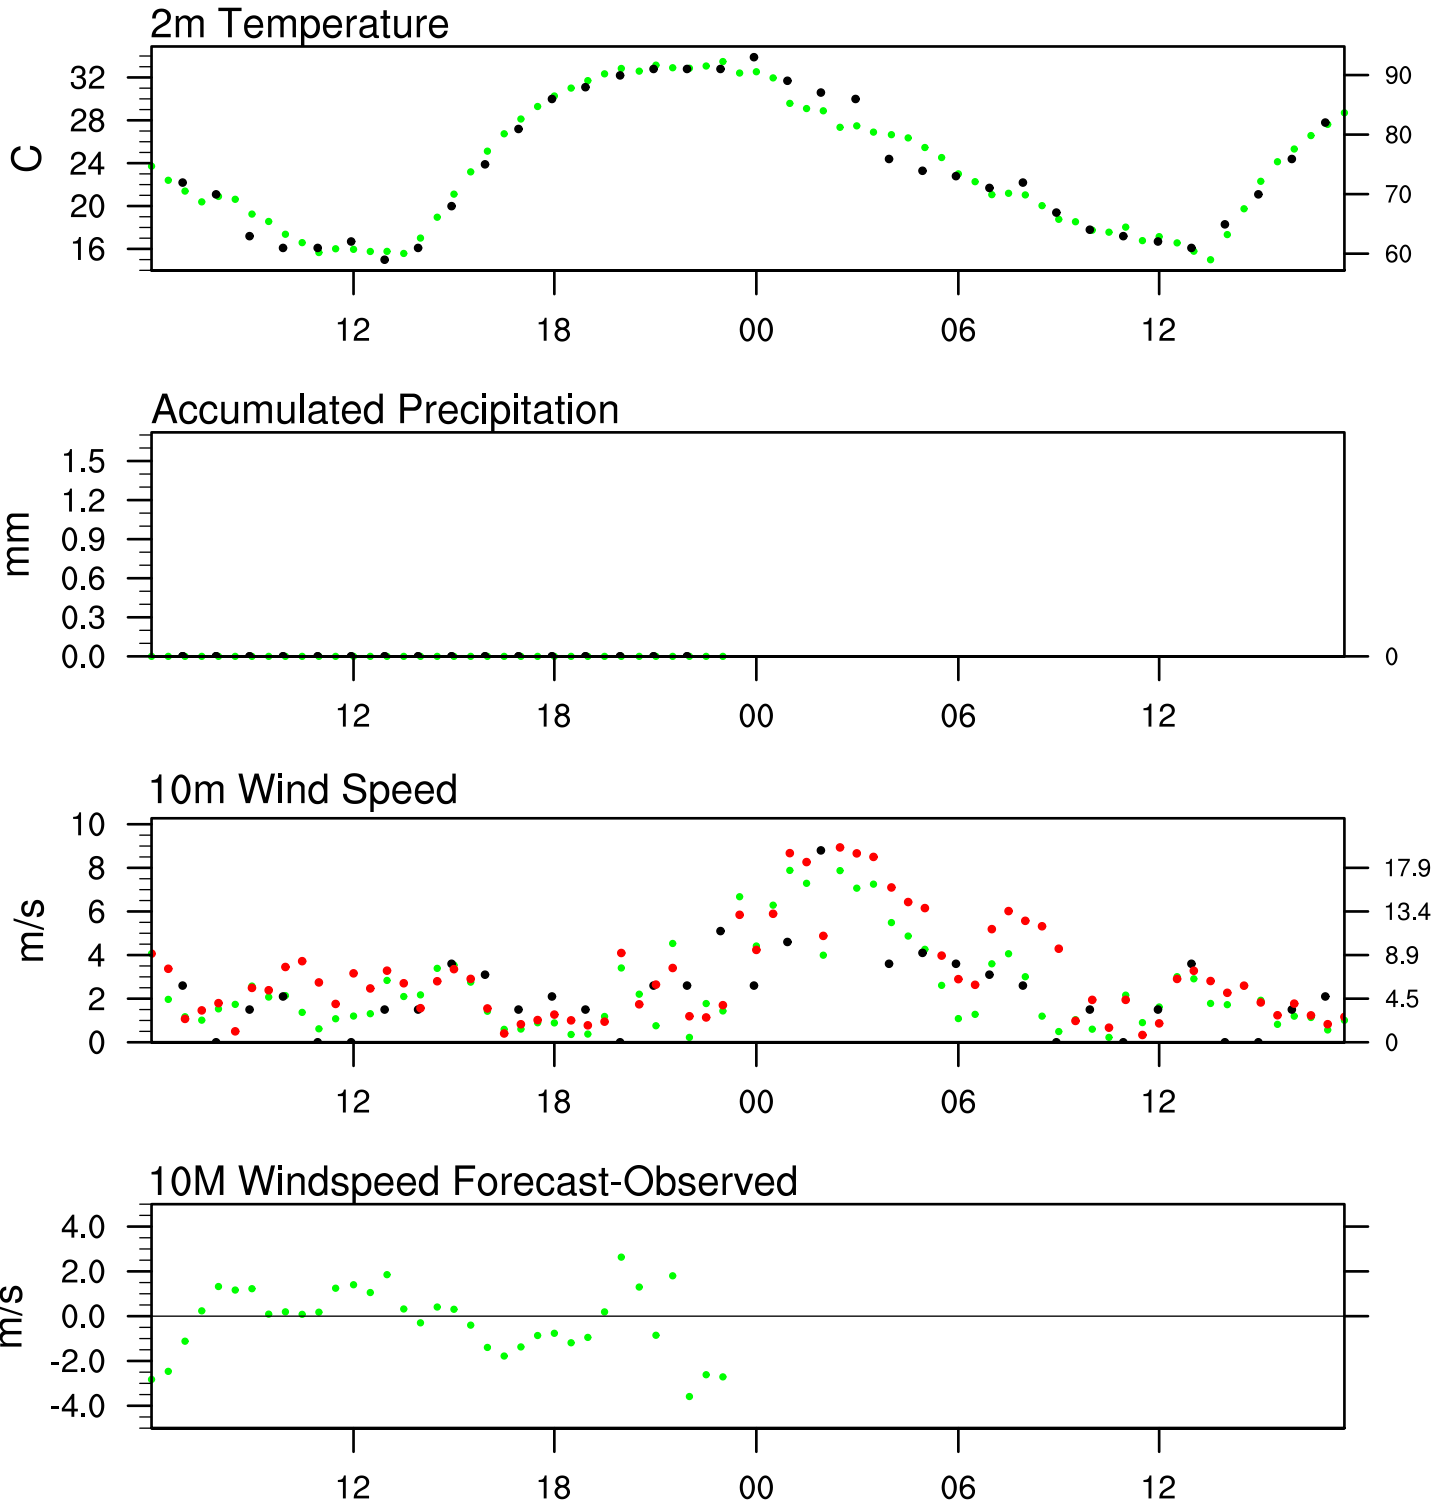 2m Temperature
C
32
28
24
20
16
90
80
70
60
12 18 00 06 12
Accumulated Precipitation
mm
1.5
1.2
0.9
0.6
0.3
0.0
0
12 18 00 06 12
10m Wind Speed
m/s
10
8
6
4
2
0
17.9
13.4
8.9
4.5
0
12 18 00 06 12
10M Windspeed Forecast-Observed
m/s
4.0
2.0
0.0
-2.0
-4.0
12 18 00 06 12